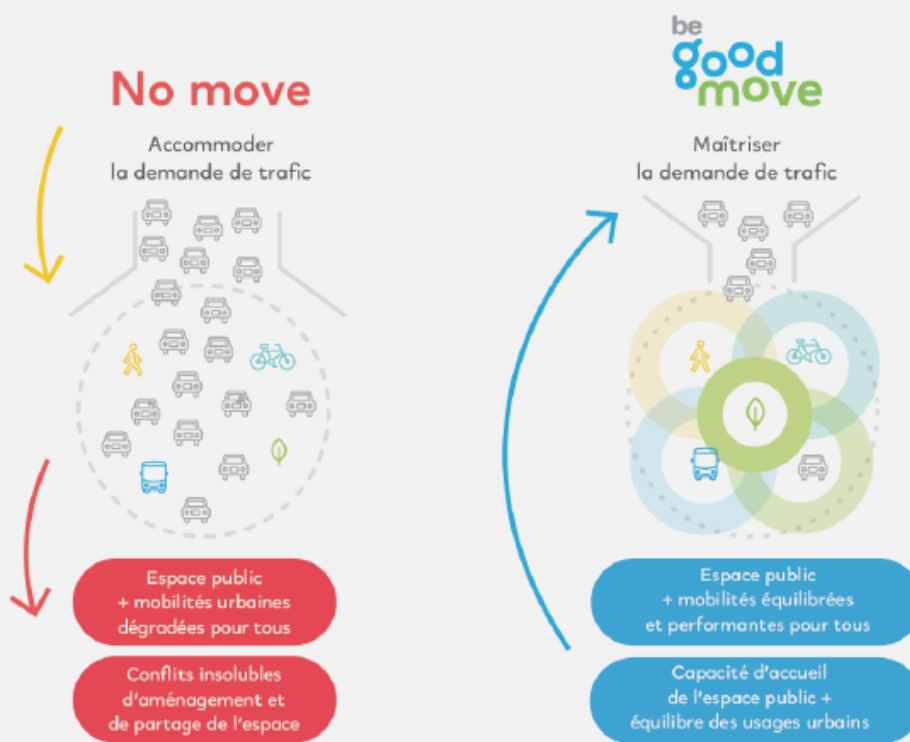 No move
Accommoder
la demande de trafic
Espace public
+ mobilités urbaines
dégradées pour tous
Conflits insolubles
d'aménagement et
de partage de l'espace
be
good
move
Maîtriser
la demande de trafic
Espace public
+ mobilités équilibrées
et performantes pour tous
Capacité d'accueil
de l'espace public +
équilibre des usages urbains